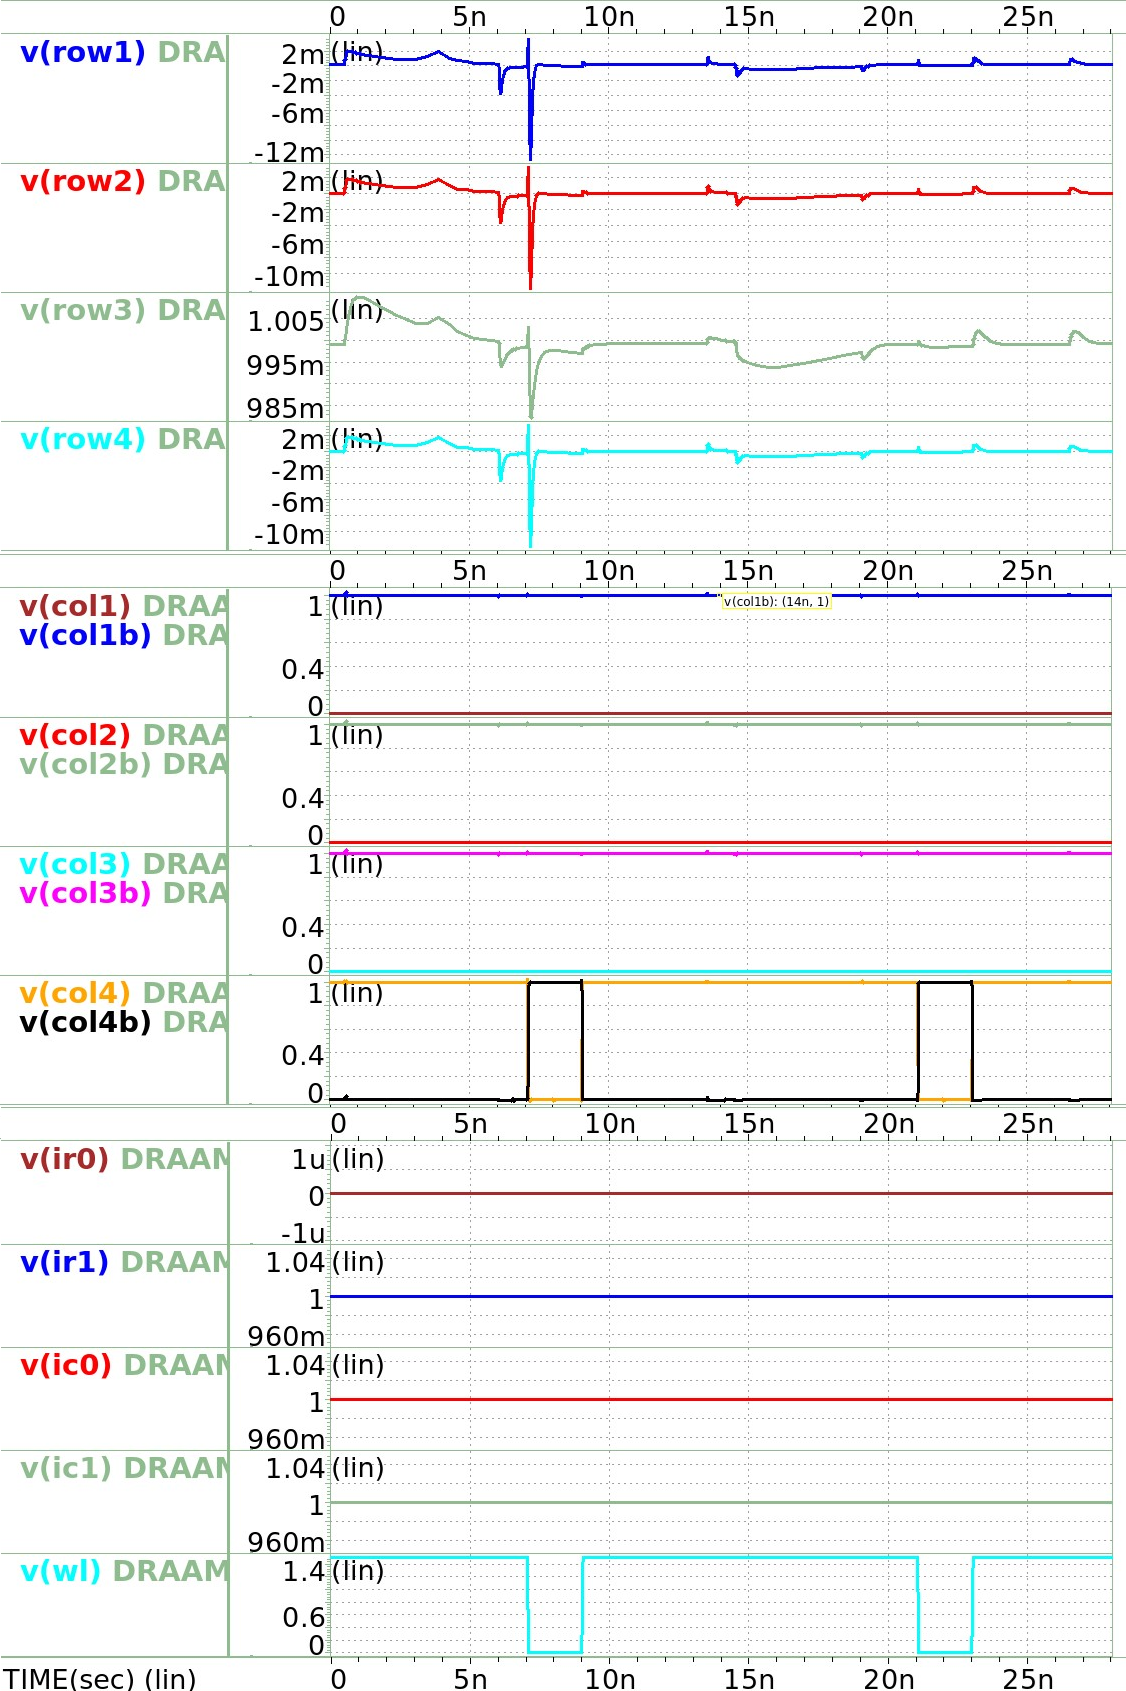 0 5n 10n 15n 20n 25n
v(row1) DRA 2m (lin)
-2m
-6m
-12m
v(row2) DRA 2m (lin)
-2m
-6m
-10m
v(row3) DRA (lin)
1.005
995m
985m
v(row4) DRA 2m (lin)
-2m
-6m
-10m
0 5n 10n 15n 20n 25n
v(col1) DRAA 1 (lin) v(col1b): (14n, 1)
v(col1b) DRA
0.4
0
v(col2) DRAA 1 (lin)
v(col2b) DRA
0.4
0
v(col3) DRAA 1 (lin)
v(col3b) DRA
0.4
0
v(col4) DRAA 1 (lin)
v(col4b) DRA
0.4
0
0 5n 10n 15n 20n 25n
v(ir0) DRAAM 1u (lin)
0
-1u
v(ir1) DRAAM 1.04 (lin)
1
960m
v(ic0) DRAAM 1.04 (lin)
1
960m
v(ic1) DRAAM 1.04 (lin)
1
960m
v(wl) DRAAM 1.4 (lin)
0.6
0
TIME(sec) (lin) 0 5n 10n 15n 20n 25n